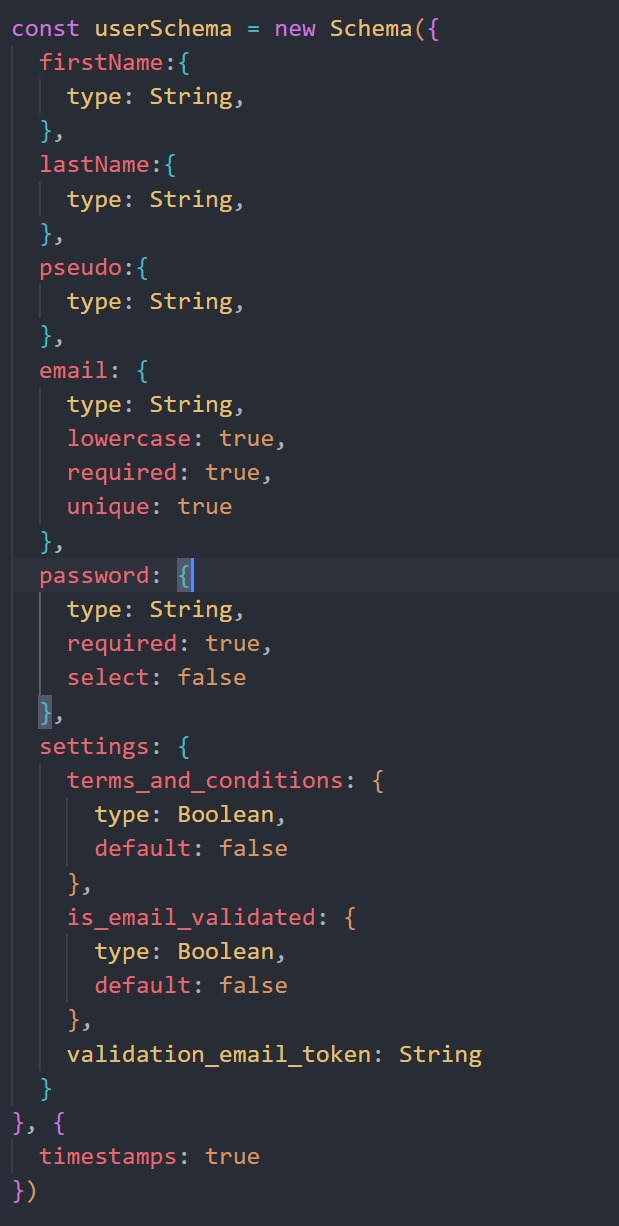 const userSchema = new Schema({
  firstName:{
    type: String,
  },
  lastName:{
    type: String,
  },
  pseudo:{
    type: String,
  },
  email: {
    type: String,
    lowercase: true,
    required: true,
    unique: true
  },
  password: {
    type: String,
    required: true,
    select: false
  },
  settings: {
    terms_and_conditions: {
      type: Boolean,
      default: false
    },
    is_email_validated: {
      type: Boolean,
      default: false
    },
    validation_email_token: String
  }
}, {
  timestamps: true
})